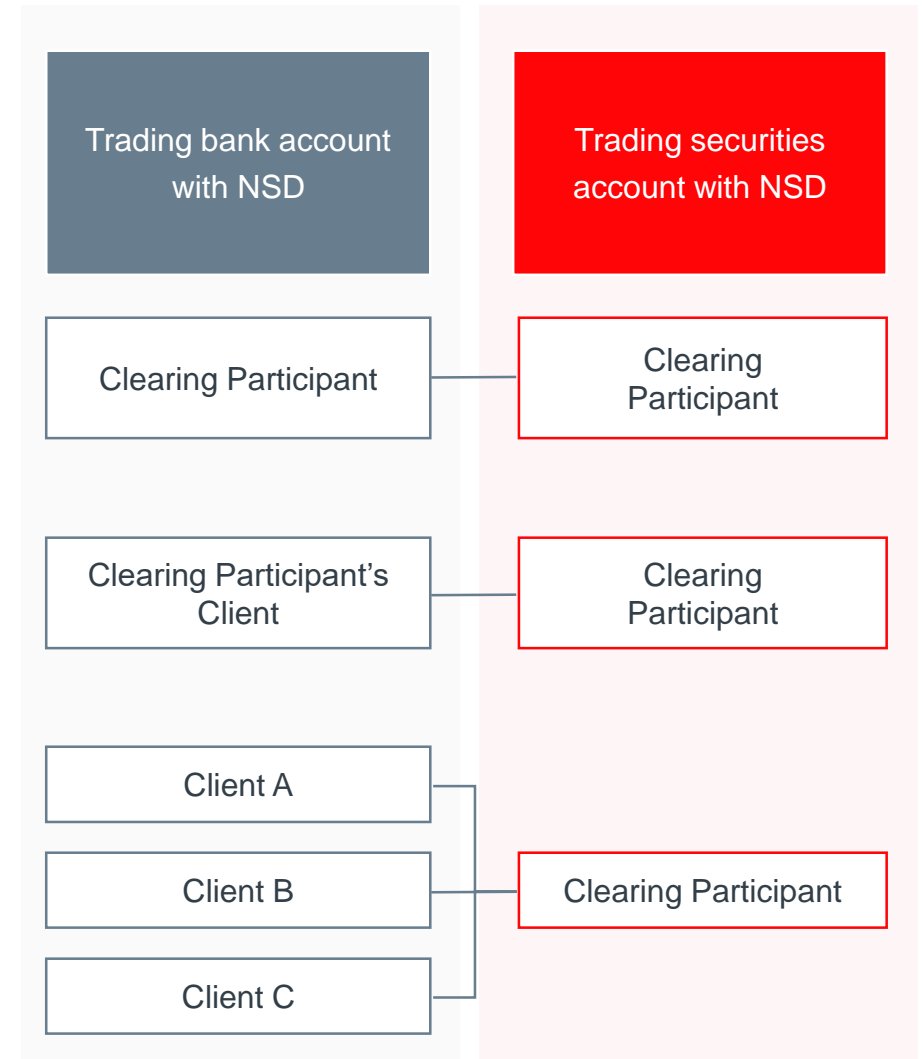 Trading bank account
with NSD
Trading securities
account with NSD
Clearing Participant
Clearing
Participant
Clearing Participant's
Client
Clearing
Participant
Client A
Client B
Clearing Participant
Client C